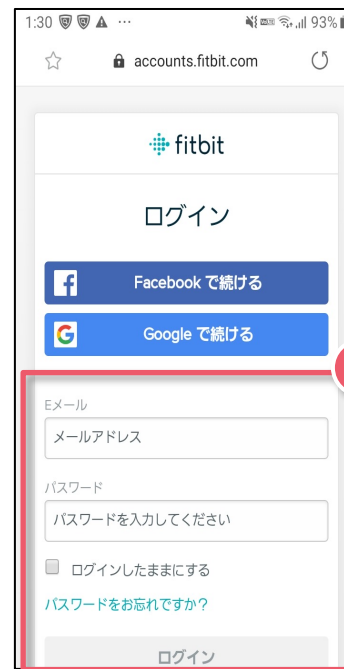 1:30 ... 93%
accounts.fitbit.com
fitbit
ログイン
Facebook で続ける
Google で続ける
Eメール
メールアドレス
パスワード
パスワードを入力してください
ログインしたままにする
パスワードをお忘れですか?
ログイン